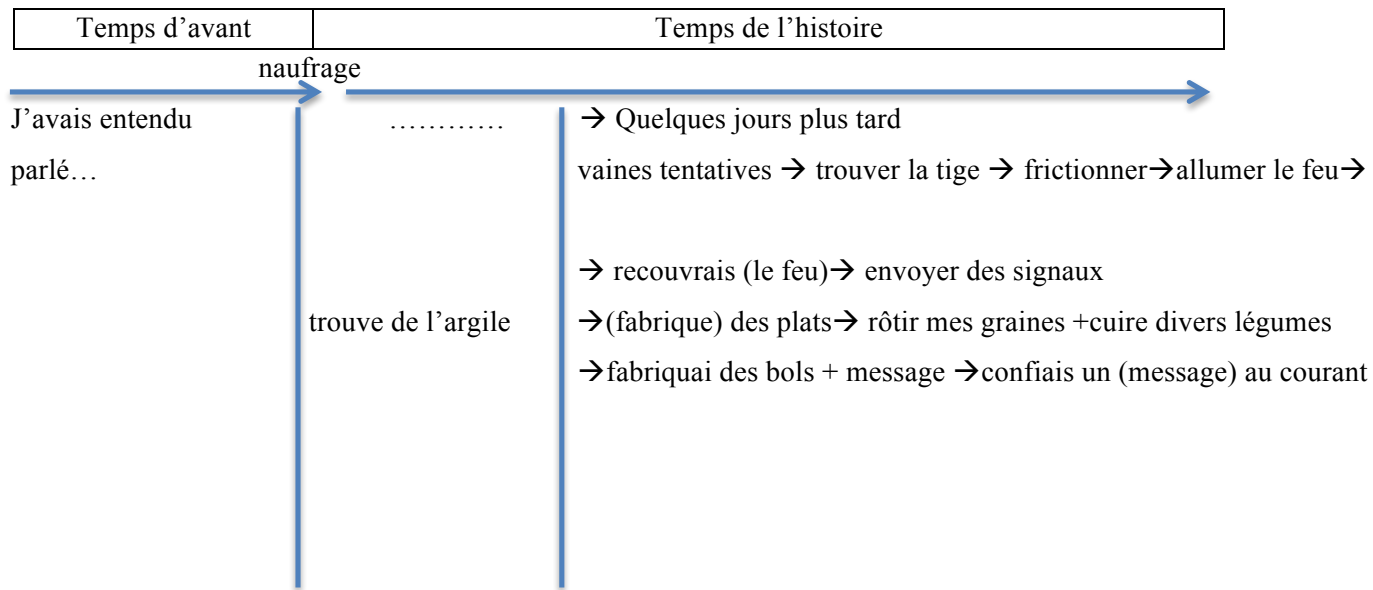 Temps d’avant Temps de l’histoire
naufrage
J’avais entendu ………… → Quelques jours plus tard
parlé… vaines tentatives → trouver la tige → frictionner→allumer le feu→
→ recouvrais (le feu)→ envoyer des signaux
trouve de l’argile →(fabrique) des plats→ rôtir mes graines +cuire divers légumes
→fabriquai des bols + message →confiais un (message) au courant